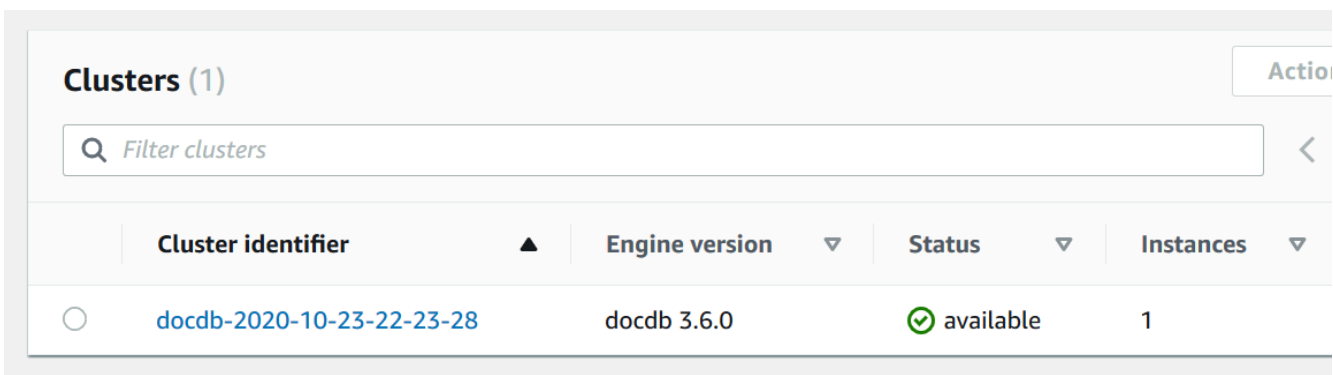 Clusters (1)
Actio
Filter clusters
Cluster identifier Engine version Status Instances
docdb-2020-10-23-22-23-28 docdb 3.6.0 available 1